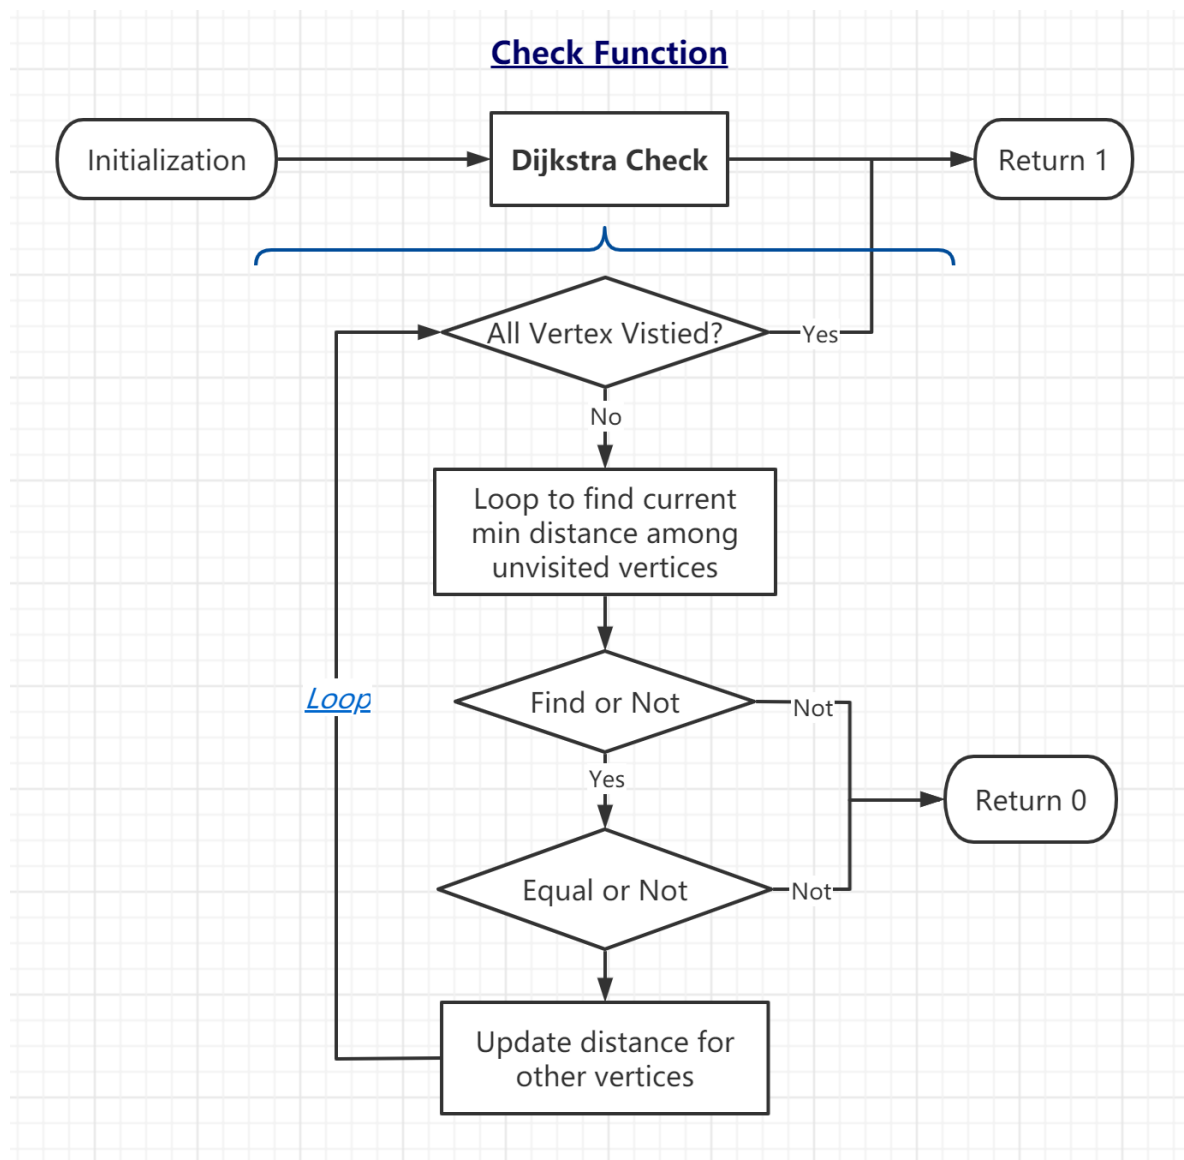 Check Function
Initialization
Dijkstra Check
Return 1
All Vertex Vistied?
Yes
No
Loop to find current
min distance among
unvisited vertices
Loop
Find or Not
Not
Yes
Return 0
Equal or Not
Not
Update distance for
other vertices